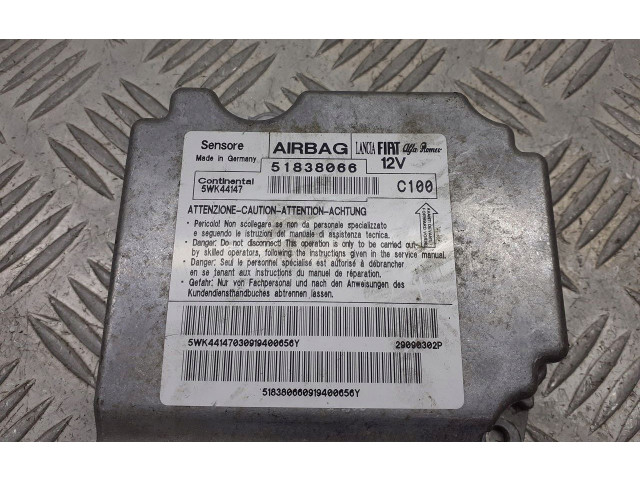 Sensore AIRBAG LANCIA FIAT Alfa Romeo
Made in Germany 51838066 12V
Continental
5WK44147 C100
ATTENZIONE-CAUTION-ATTENTION-ACHTUNG
- Pericolo! Non scollegare se non da personale specializzato
e seguendo le istruzioni del manuale di assistenza tecnica.
- Danger: Do not disconnect! This operation is only to be carried out
by skilled operators, following the instructions given in the service manual.
- Danger: Seul le personnel spécialisé est autorisé à débrancher
en se tenant aux instructions du manuel de réparation.
- Gefahr: Nur von Fachpersonal und nach den Anweisungen des
Kundendiensthandbuches abtrennen lassen.
5WK44147030919400656Y 29090302P
518380660919400656Y